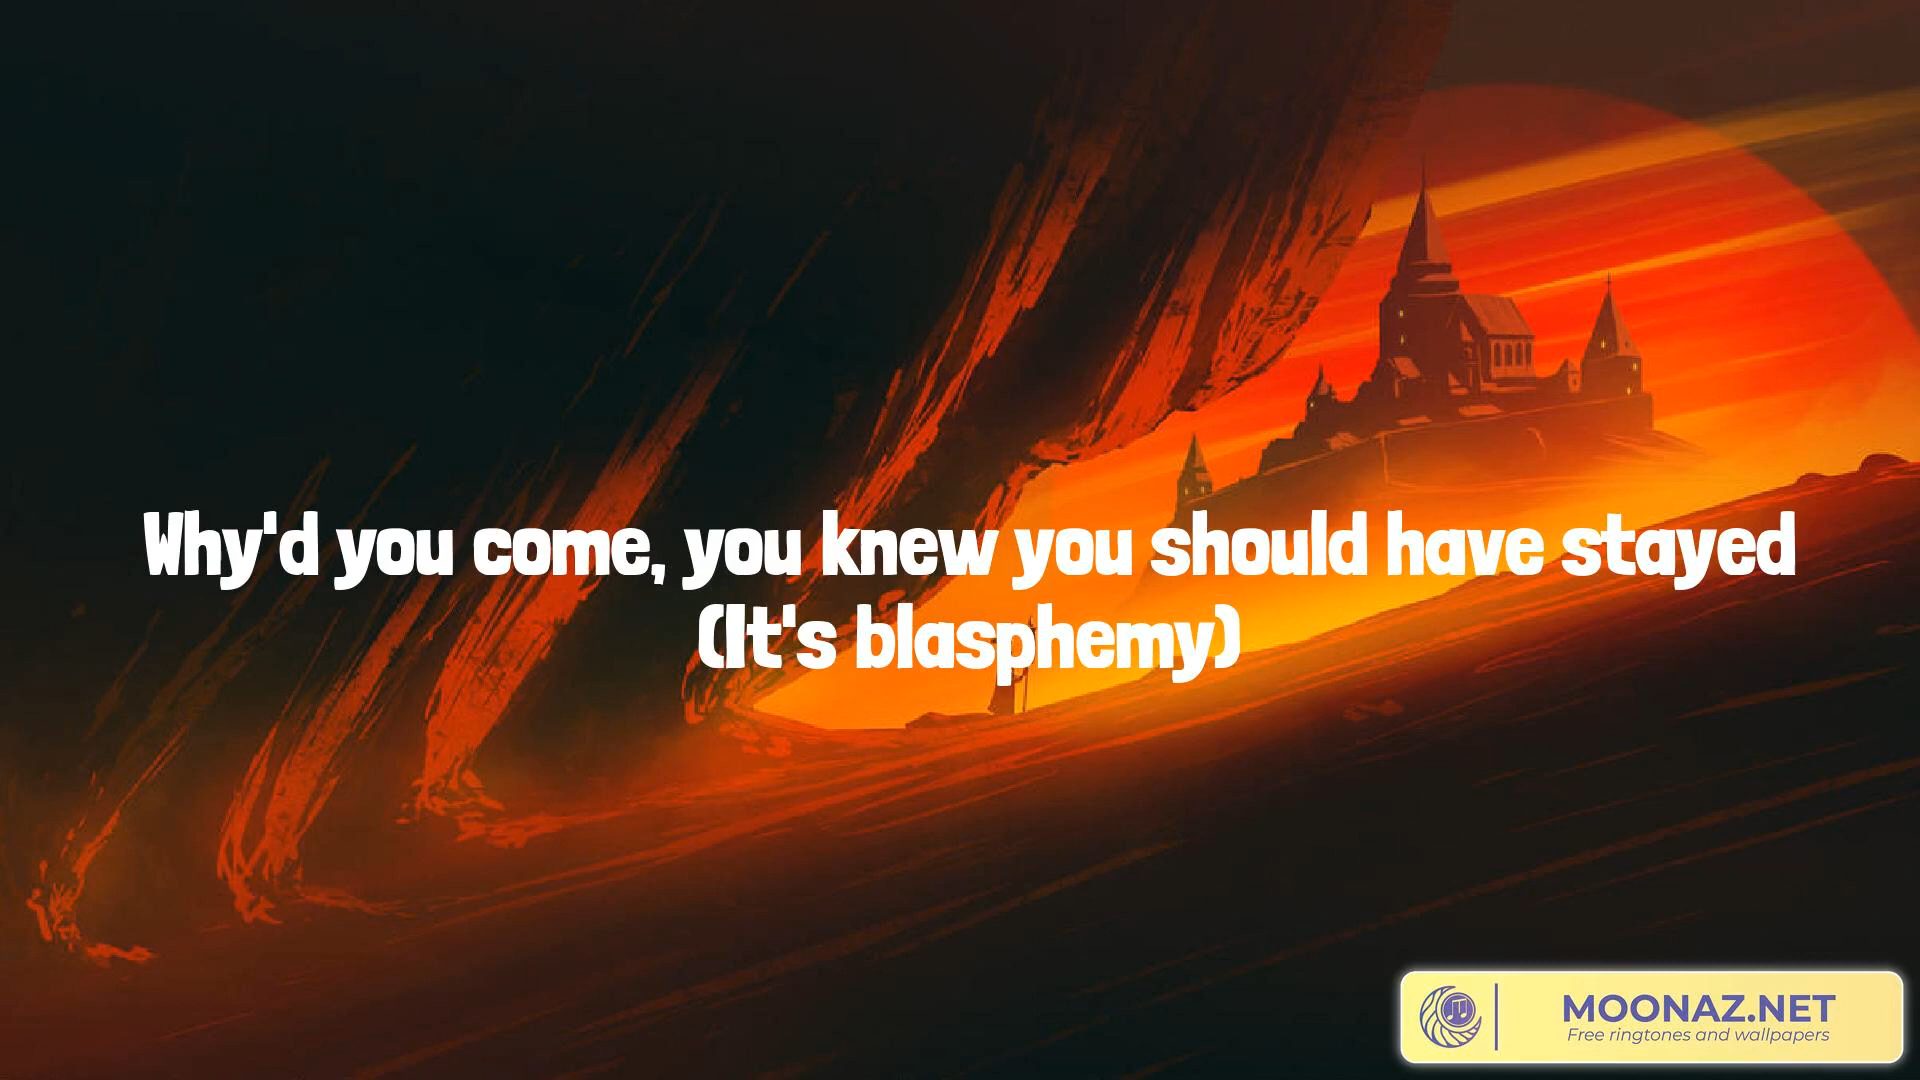 Why'd you come, you knew you should have stayed
(It's blasphemy)
MOONAZ.NET
Free ringtones and wallpapers